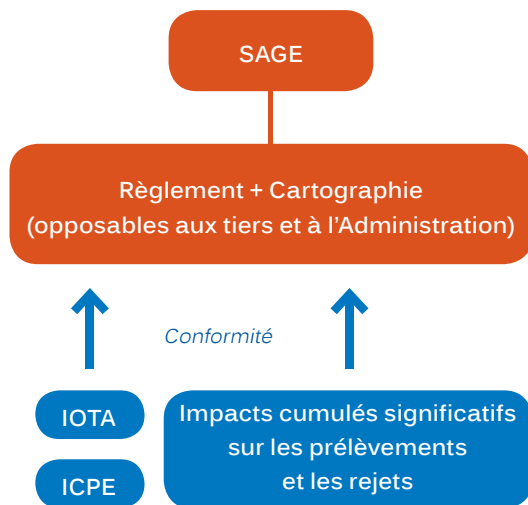 SAGE
Règlement + Cartographie
(opposables aux tiers et à l’Administration)
Conformité
IOTA
ICPE
Impacts cumulés significatifs
sur les prélèvements
et les rejets